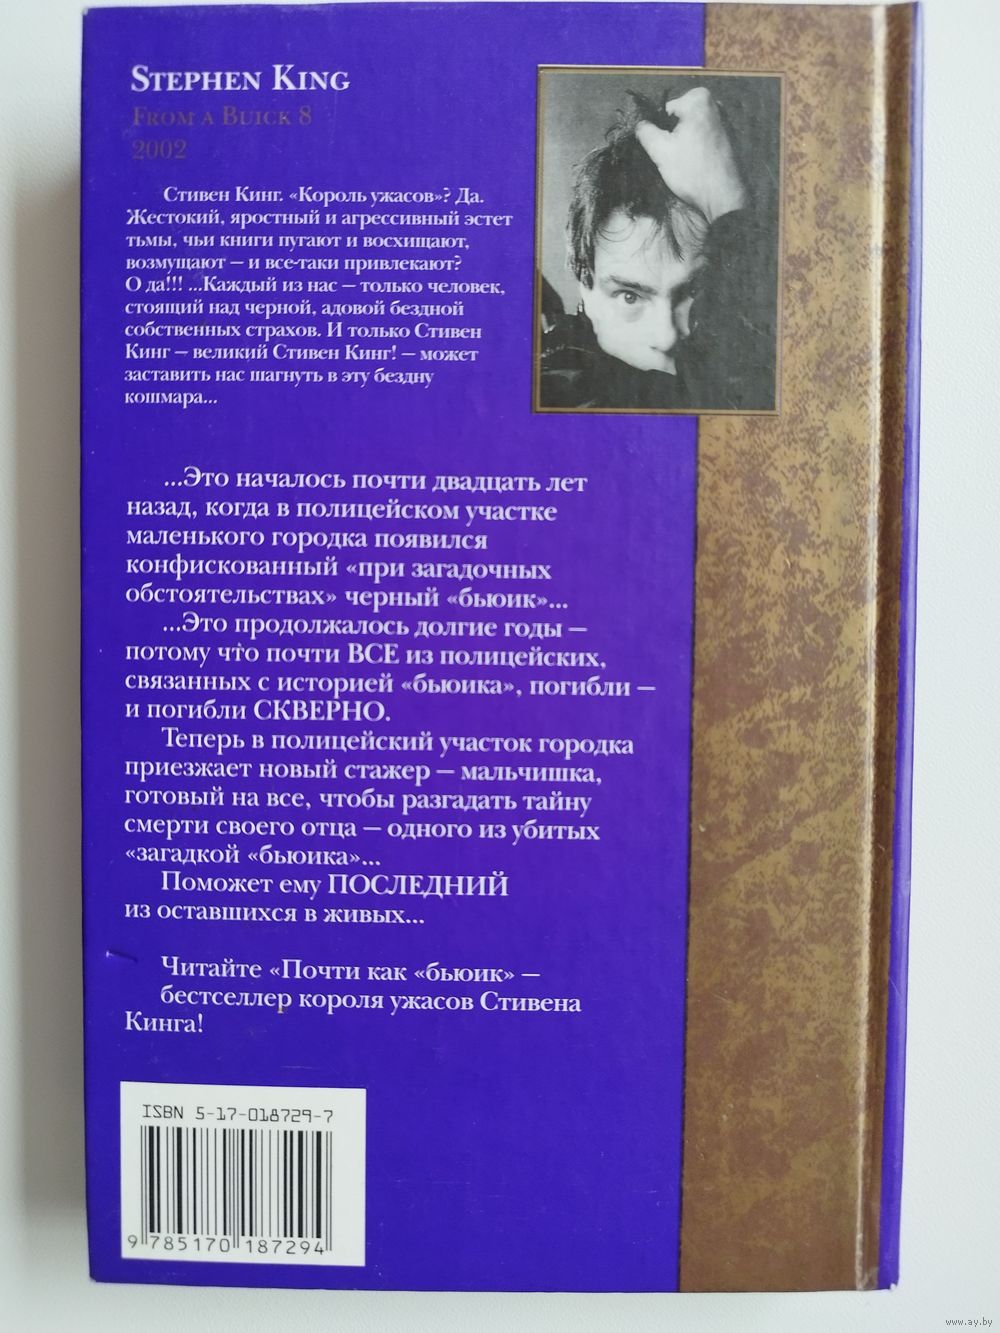 STEPHEN KING
FROM A BUICK 8
2002
Стивен Кинг. «Король ужасов»? Да.
Жестокий, яростный и агрессивный эстет
тьмы, чьи книги пугают и восхищают,
возмущают — и все-таки привлекают?
О да!!! ...Каждый из нас — только человек,
стоящий над черной, адовой бездной
собственных страхов. И только Стивен
Кинг — великий Стивен Кинг! — может
заставить нас шагнуть в эту бездну
кошмара...
...Это началось почти двадцать лет
назад, когда в полицейском участке
маленького городка появился
конфискованный «при загадочных
обстоятельствах» черный «бьюик»...
...Это продолжалось долгие годы —
потому что почти ВСЕ из полицейских,
связанных с историей «бьюика», погибли —
и погибли СКВЕРНО.
Теперь в полицейский участок городка
приезжает новый стажер — мальчишка,
готовый на все, чтобы разгадать тайну
смерти своего отца — одного из убитых
«загадкой «бьюика»...
Поможет ему ПОСЛЕДНИЙ
из оставшихся в живых...
Читайте «Почти как «бьюик» —
бестселлер короля ужасов Стивена
Кинга!
ISBN 5-17-018729-7
9 785170 187294
www.ay.by